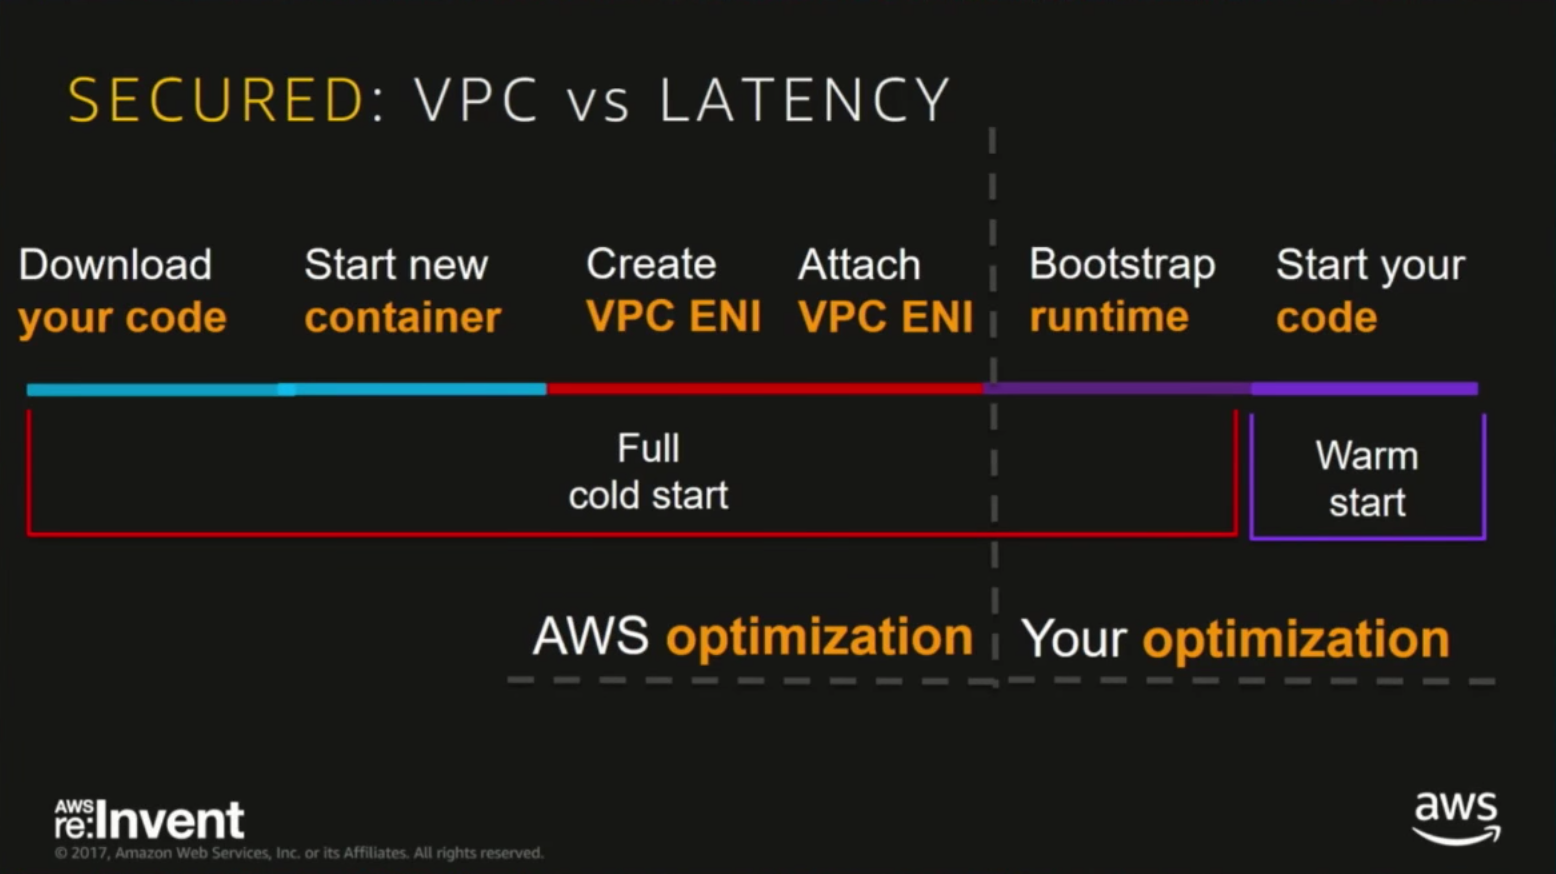 SECURED: VPC vs LATENCY
Download
your code
Start new
container
Create
VPC ENI
Attach
VPC ENI
Bootstrap
runtime
Start your
code
Full
cold start
Warm
start
AWS optimization
Your optimization
AWS
re:Invent
© 2017, Amazon Web Services, Inc. or its Affiliates. All rights reserved.
aws